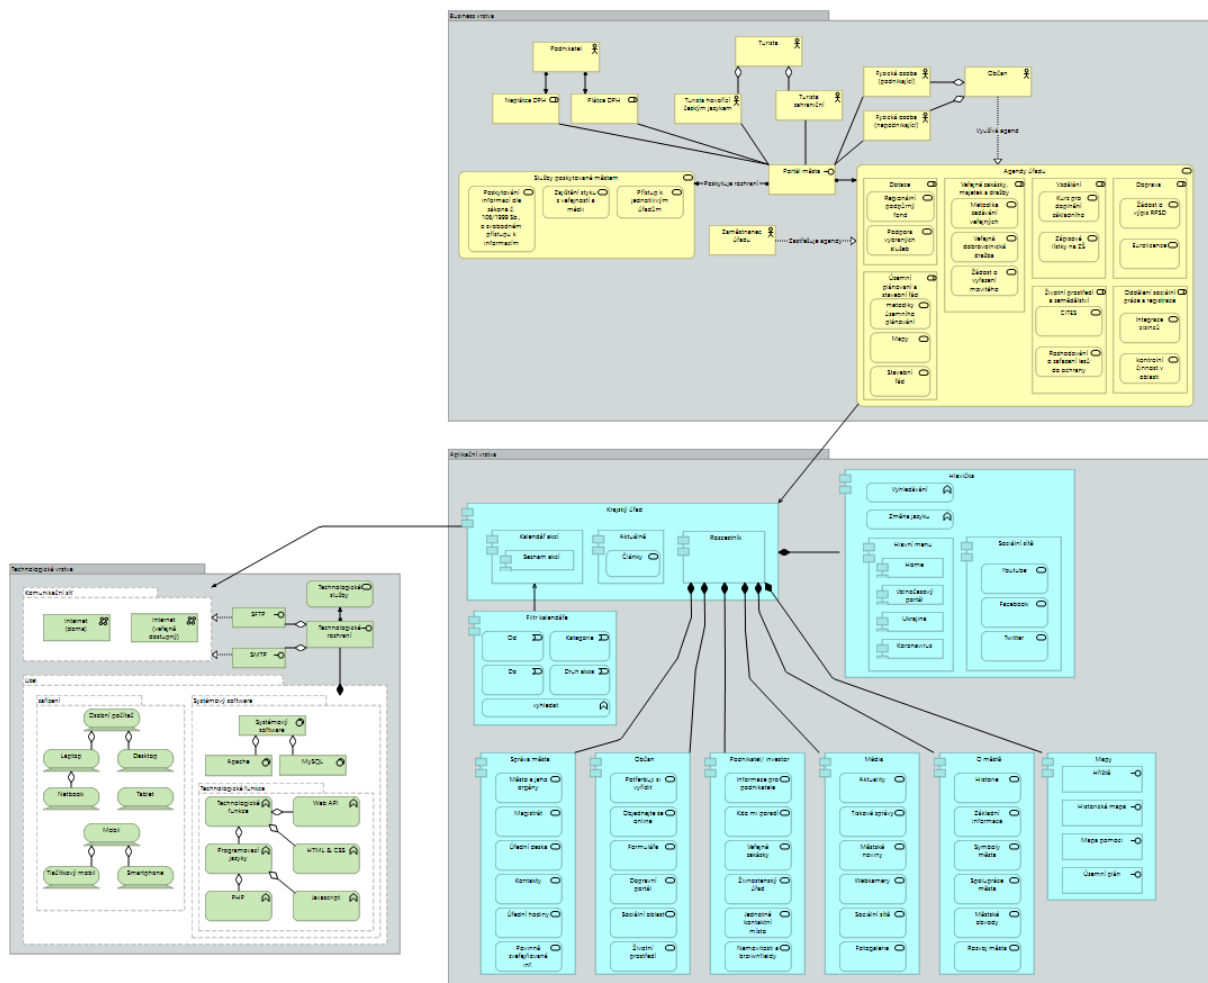 Business vrstva
Podnikatel
Turista
Neplátce DPH
Plátce DPH
Turista hovořící
českým jazykem
Turista
zahraniční
Fyzická osoba
(podnikající)
Občan
Fyzická osoba
(nepodnikající)
Využívá agend
Portál města
Poskytuje rozhraní
Služby poskytované městem
Poskytování
informací dle
zákona č.
106/1999 Sb.,
o svobodném
přístupu k
informacím
Zajištění styku
s veřejností a
médii
Přístup k
jednotlivým
úřadům
Zaměstnanec
úřadu
Zastřešuje agendy
Agendy úřadu
Dotace
Regionální
podpůrný
fond
Podpora
vybraných
služeb
Veřejné zakázky,
majetek a dražby
Metodika
zadávání
veřejných
Veřejné
dobrovolnické
dražba
Žádost o
vyřazení
movitého
Vzdělání
Kurz pro
doplnění
základního
Zápisové
lístky na ZŠ
Doprava
Žádost o
výpis RPSD
Eurolicence
Územní
plánování a
stavební řád
metodiky
územního
plánování
Mapy
Stavební
řád
Životní prostředí
a zemědělství
CITES
Rozhodování
o zařazení lesů
do ochrany
Oddělení sociální
práce a registrace
Integrace
cizinců
kontrolní
činnost v
oblasti
Aplikační vrstva
Krajský úřad
Kalendář akcí
Seznam akcí
Aktuálně
Články
Rozcestník
Hlavička
Vyhledávání
Změna jazyku
Hlavní menu
Home
Volnočasový
portál
Ukrajina
Koronavirus
Sociální sítě
Youtube
Facebook
Twitter
Filtr kalendáře
Od
Kategorie
Do
Druh akce
vyhledat
Správa města
Město a jeho
orgány
Magistrát
Úřední deska
Kontakty
Úřední hodiny
Povinně
zveřejňované
inf.
Občan
Potřebuji si
vyřídit
Objednejte se
online
Formuláře
Dopravní
portál
Sociální oblast
Životní
prostředí
Podnikatel/ investor
Informace pro
podnikatele
Kdo mi poradí
Veřejné
zakázky
Živnostenský
úřad
Jednotné
kontaktní
místo
Nemovitosti a
brownfieldy
Média
Aktuality
Tiskové zprávy
Městské
noviny
Webkamery
Sociální sítě
Fotogalerie
O městě
Historie
Základní
informace
Symboly
města
Spolupráce
města
Městské
obvody
Rozvoj města
Mapy
Hřiště
Historická mapa
Mapa pomoci
Územní plán
Technologická vrstva
Komunikační síť
Internet
(doma)
Internet
(veřejně
dostupný)
SFTP
SMTP
Technologické
služby
Technologické
rozhraní
Uzel
zařízení
Osobní počítač
Laptop
Desktop
Netbook
Tablet
Mobil
Tlačítkový mobil
Smartphone
Systémový software
Systémový
software
Apache
MySQL
Technologické funkce
Technologické
funkce
Web API
Programovací
jazyky
HTML & CSS
PHP
Javascript